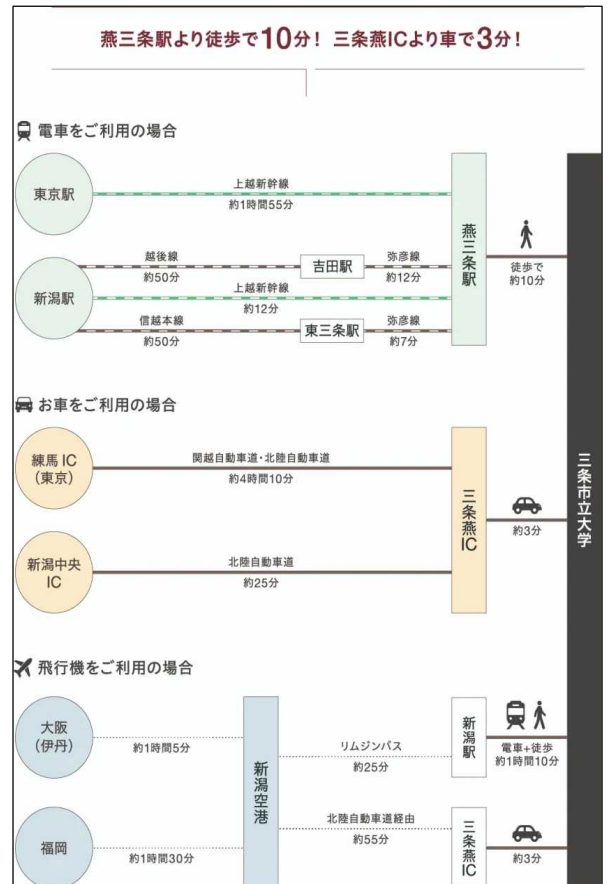 燕三条駅より徒歩で10分! 三条燕ICより車で3分!
電車をご利用の場合
東京駅
上越新幹線
約1時間55分
新潟駅
越後線
約50分
吉田駅
弥彦線
約12分
上越新幹線
約12分
信越本線
約50分
東三条駅
弥彦線
約7分
燕三条駅
徒歩で
約10分
お車をご利用の場合
練馬 IC
(東京)
関越自動車道・北陸自動車道
約4時間10分
新潟中央
IC
北陸自動車道
約25分
三条燕IC
約3分
三条市立大学
飛行機をご利用の場合
大阪
(伊丹)
約1時間5分
福岡
約1時間30分
新潟空港
リムジンバス
約25分
新潟駅
電車+徒歩
約1時間10分
北陸自動車道経由
約55分
三条燕IC
約3分